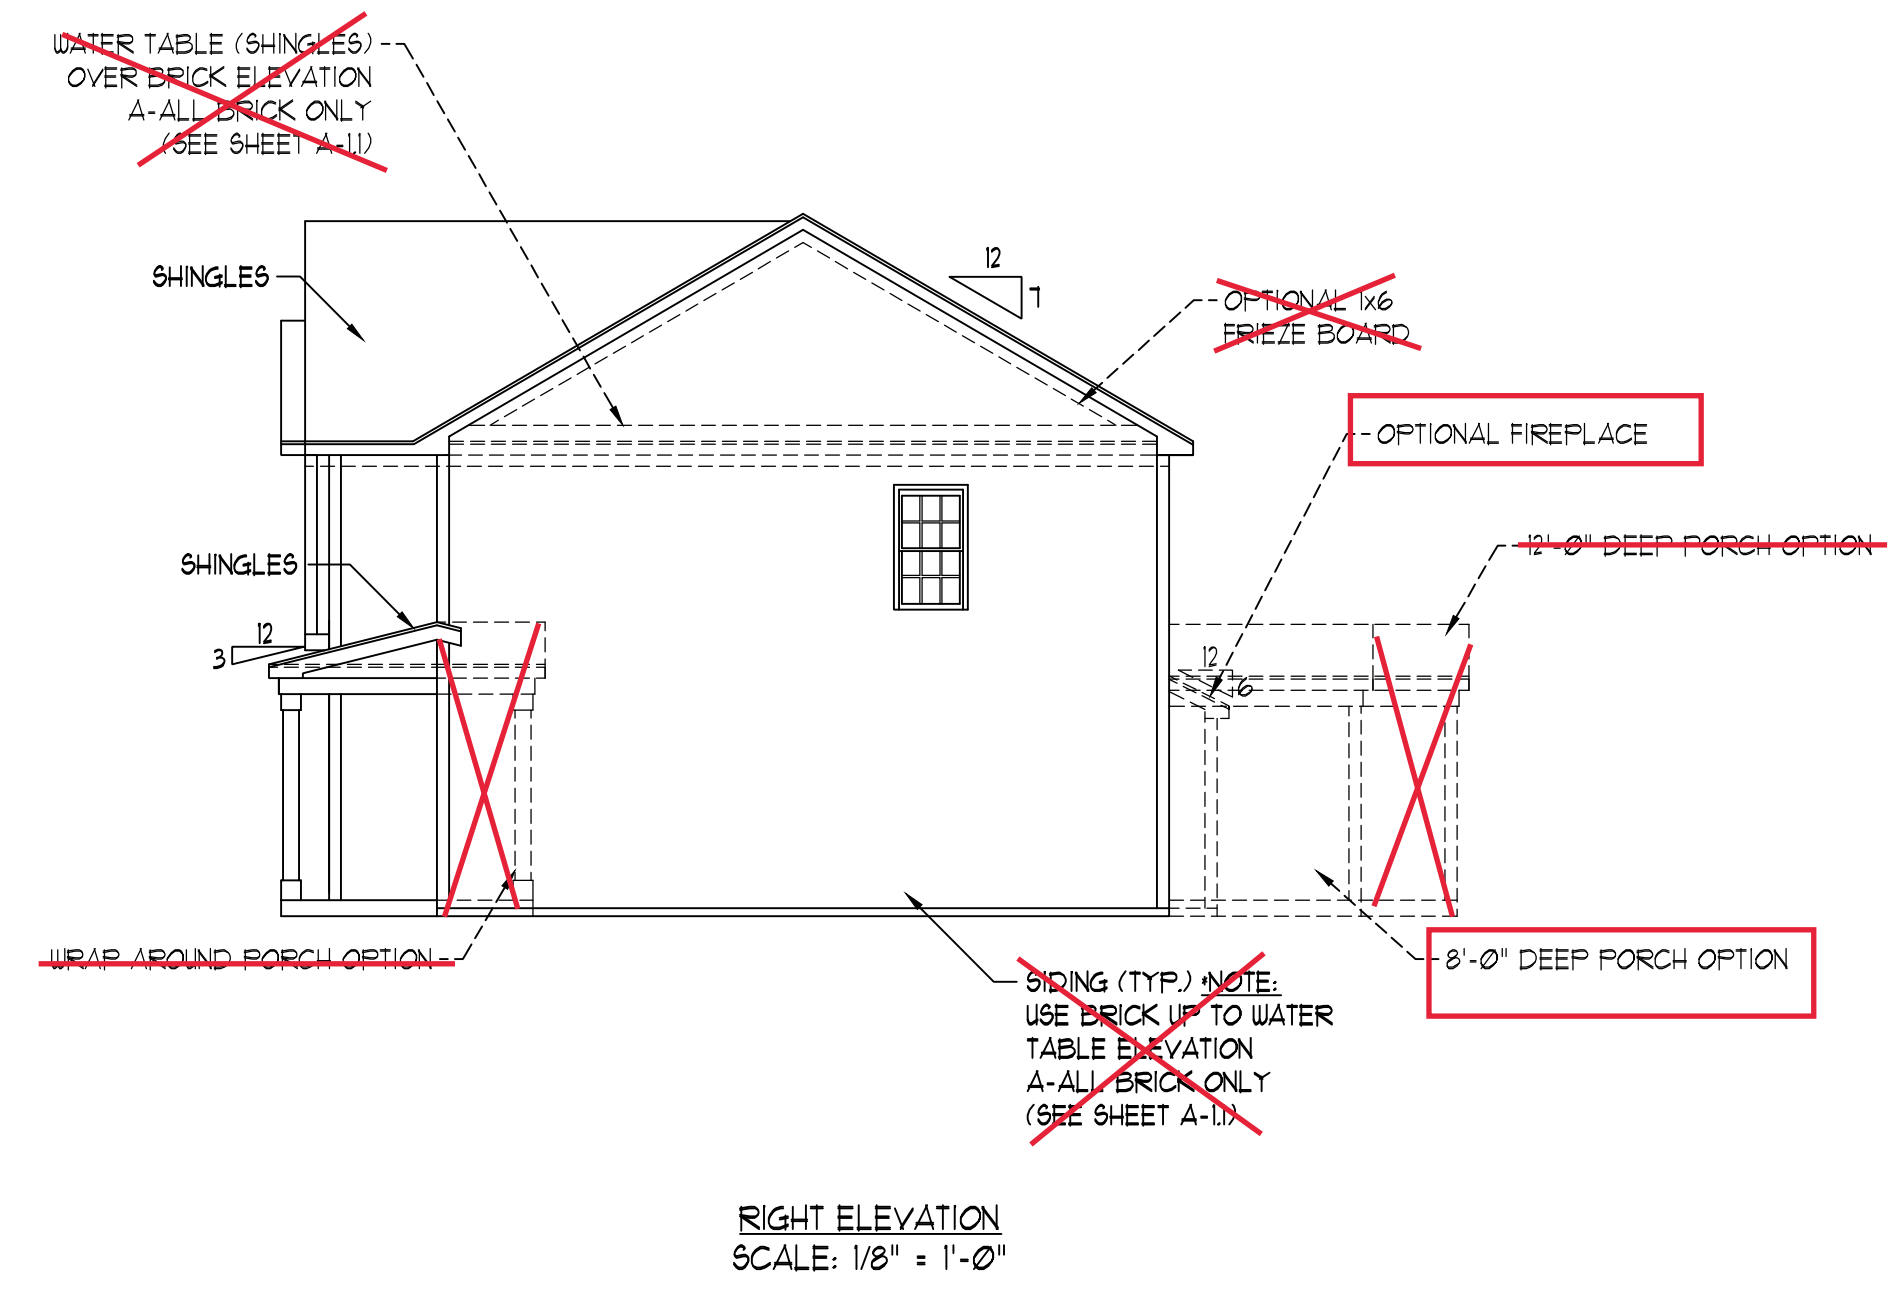 WATER TABLE (SHINGLES)
OVER BRICK ELEVATION
A-ALL BRICK ONLY
(SEE SHEET A-1.1)
SHINGLES
12
7
OPTIONAL 1x6
FRIEZE BOARD
OPTIONAL FIREPLACE
12'-Ø" DEEP PORCH OPTION
SHINGLES
12
3
12
6
WRAP AROUND PORCH OPTION
8'-Ø" DEEP PORCH OPTION
SIDING (TYP.) *NOTE:
USE BRICK UP TO WATER
TABLE ELEVATION
A-ALL BRICK ONLY
(SEE SHEET A-1.1)
RIGHT ELEVATION
SCALE: 1/8" = 1'-Ø"